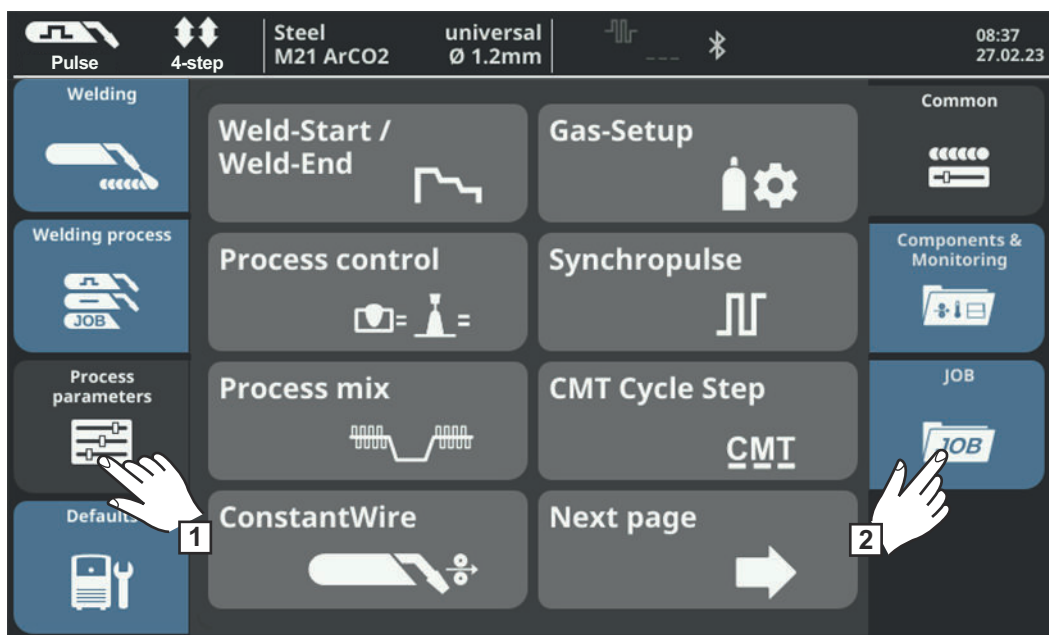 Pulse
4-step
Steel universal
M21 ArCO2 Ø 1.2mm
---
08:37
27.02.23
Welding
Welding process
JOB
Process
parameters
1
Defaults
Weld-Start /
Weld-End
Gas-Setup
Process control
= =
Synchropulse
Process mix
CMT Cycle Step
CMT
ConstantWire
Next page
Common
Components &
Monitoring
JOB
JOB
2